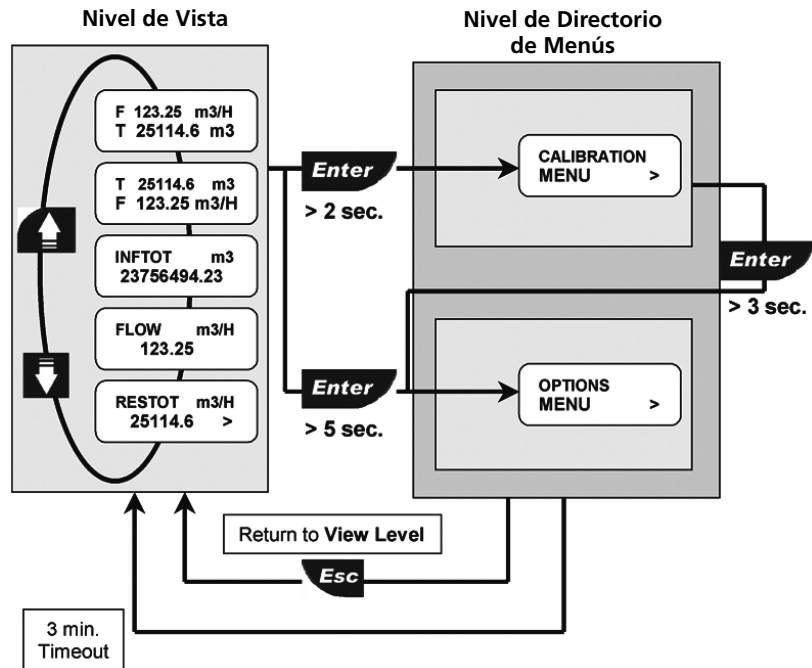 Nivel de Vista
F 123.25 m3/H
T 25114.6 m3
T 25114.6 m3
F 123.25 m3/H
INFTOT m3
23756494.23
FLOW m3/H
123.25
RESTOT m3/H
25114.6 >
Nivel de Directorio
de Menús
Enter
> 2 sec.
CALIBRATION
MENU >
Enter
> 3 sec.
Enter
> 5 sec.
OPTIONS
MENU >
Return to View Level
Esc
3 min.
Timeout